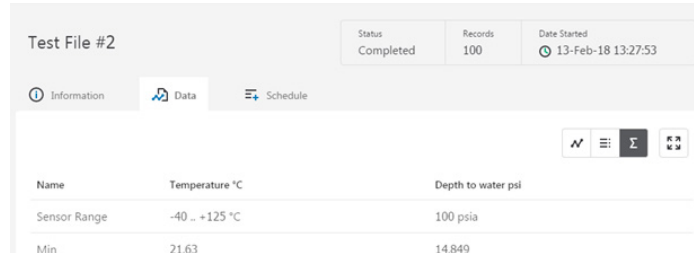 Test File #2
Status Records Date Started
Completed 100 13-Feb-18 13:27:53
Information Data Schedule
Σ
Name Temperature °C Depth to water psi
Sensor Range -40 .. +125 °C 100 psia
Min 21.63 14.849